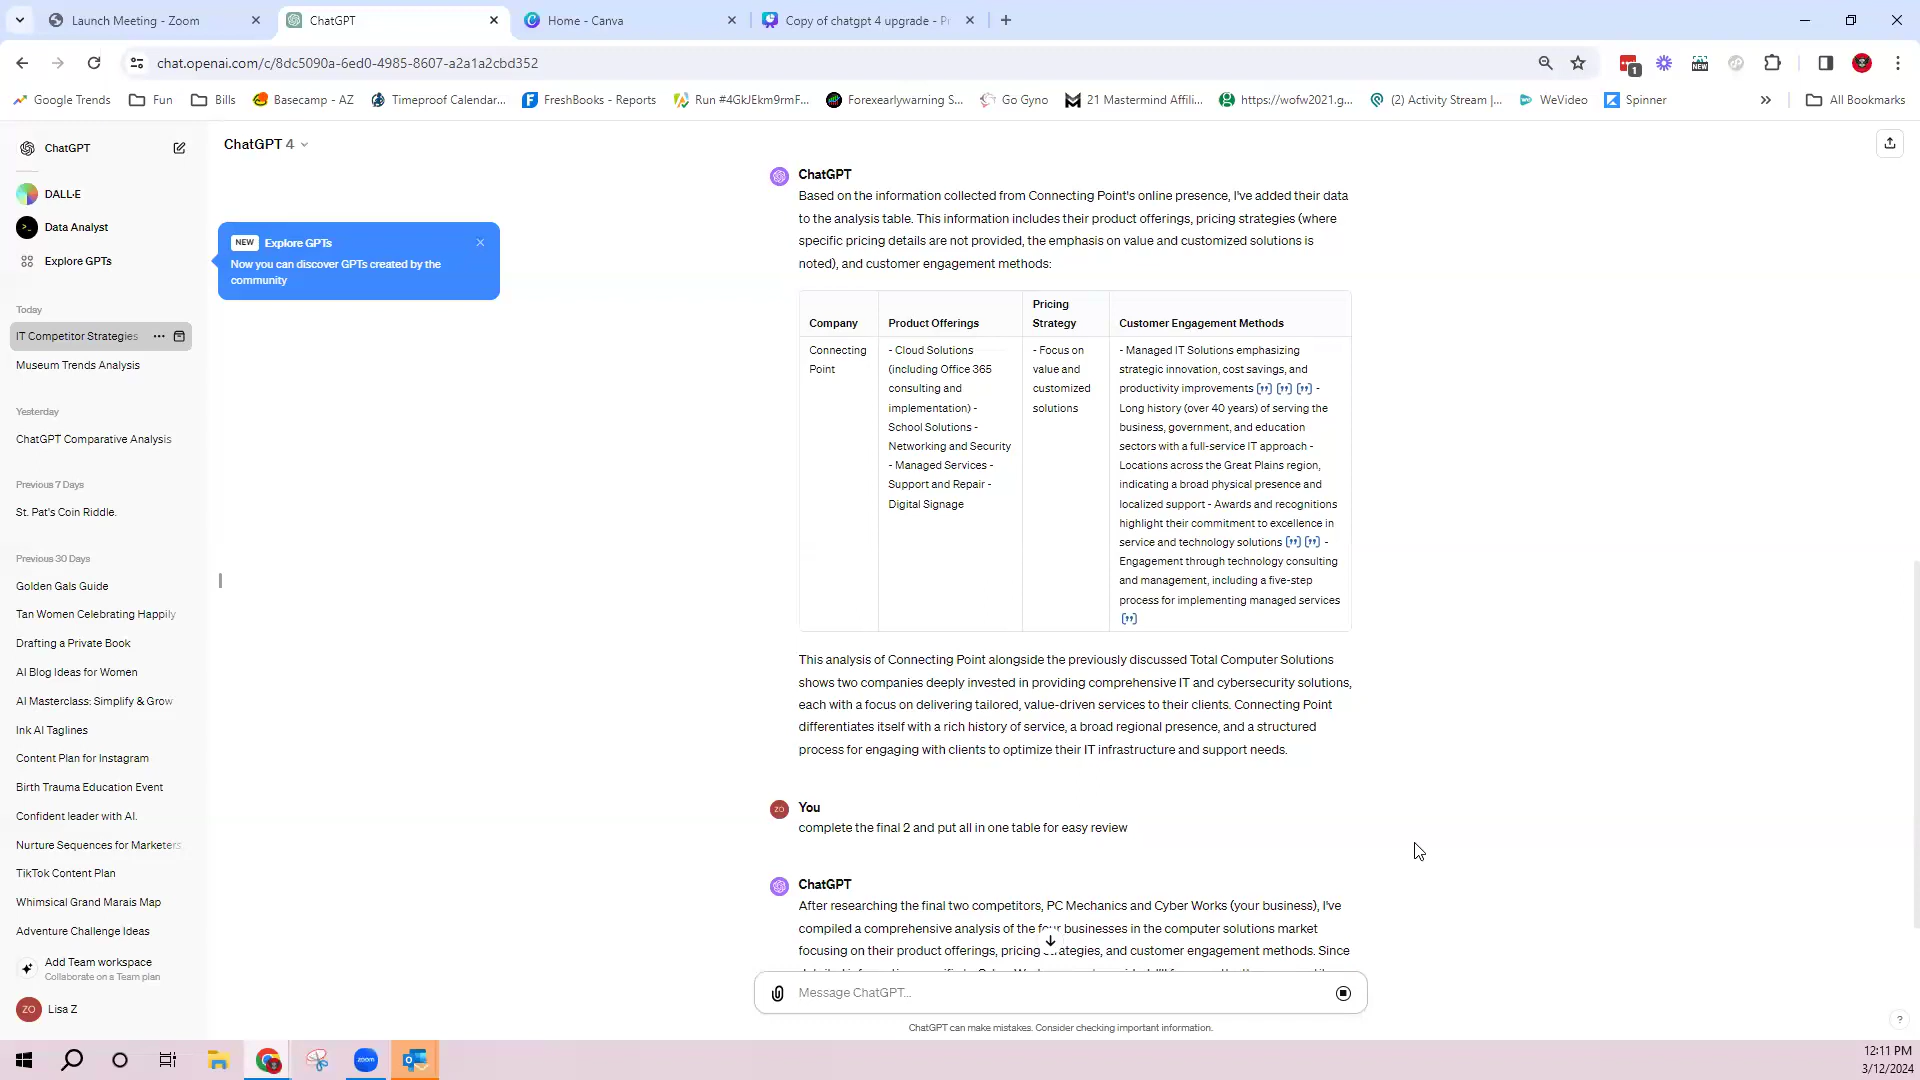 Launch Meeting - Zoom
ChatGPT
Home - Canva
Copy of chatgpt 4 upgrade - P
chat.openai.com/c/8dc5090a-6ed0-4985-8607-a2a1a2cbd352
1
NEW
Google Trends
Fun
Bills
Basecamp - AZ
Timeproof Calendar...
FreshBooks - Reports
Run #4GkJEkm9rmF...
Forexearlywarning S...
Go Gyno
21 Mastermind Affili...
https://wofw2021.g...
(2) Activity Stream |...
WeVideo
Spinner
»
All Bookmarks
ChatGPT
DALL·E
Data Analyst
Explore GPTs
Today
IT Competitor Strategies
Museum Trends Analysis
Yesterday
ChatGPT Comparative Analysis
Previous 7 Days
St. Pat's Coin Riddle.
Previous 30 Days
Golden Gals Guide
Tan Women Celebrating Happily
Drafting a Private Book
AI Blog Ideas for Women
AI Masterclass: Simplify & Grow
Ink AI Taglines
Content Plan for Instagram
Birth Trauma Education Event
Confident leader with AI.
Nurture Sequences for Marketers
TikTok Content Plan
Whimsical Grand Marais Map
Adventure Challenge Ideas
Add Team workspace
Collaborate on a Team plan
ZO Lisa Z
ChatGPT 4
NEW Explore GPTs
Now you can discover GPTs created by the
community
ChatGPT
Based on the information collected from Connecting Point's online presence, I've added their data
to the analysis table. This information includes their product offerings, pricing strategies (where
specific pricing details are not provided, the emphasis on value and customized solutions is
noted), and customer engagement methods:
Company
Product Offerings
Pricing
Strategy
Customer Engagement Methods
Connecting
Point
- Cloud Solutions
(including Office 365
consulting and
implementation) -
School Solutions -
Networking and Security
- Managed Services -
Support and Repair -
Digital Signage
- Focus on
value and
customized
solutions
- Managed IT Solutions emphasizing
strategic innovation, cost savings, and
productivity improvements ["] ["] ["] -
Long history (over 40 years) of serving the
business, government, and education
sectors with a full-service IT approach -
Locations across the Great Plains region,
indicating a broad physical presence and
localized support - Awards and recognitions
highlight their commitment to excellence in
service and technology solutions ["] ["] -
Engagement through technology consulting
and management, including a five-step
process for implementing managed services
["]
This analysis of Connecting Point alongside the previously discussed Total Computer Solutions
shows two companies deeply invested in providing comprehensive IT and cybersecurity solutions,
each with a focus on delivering tailored, value-driven services to their clients. Connecting Point
differentiates itself with a rich history of service, a broad regional presence, and a structured
process for engaging with clients to optimize their IT infrastructure and support needs.
ZO You
complete the final 2 and put all in one table for easy review
ChatGPT
After researching the final two competitors, PC Mechanics and Cyber Works (your business), I've
compiled a comprehensive analysis of the four businesses in the computer solutions market
focusing on their product offerings, pricing strategies, and customer engagement methods. Since
Message ChatGPT...
ChatGPT can make mistakes. Consider checking important information.
?
zoom
12:11 PM
3/12/2024